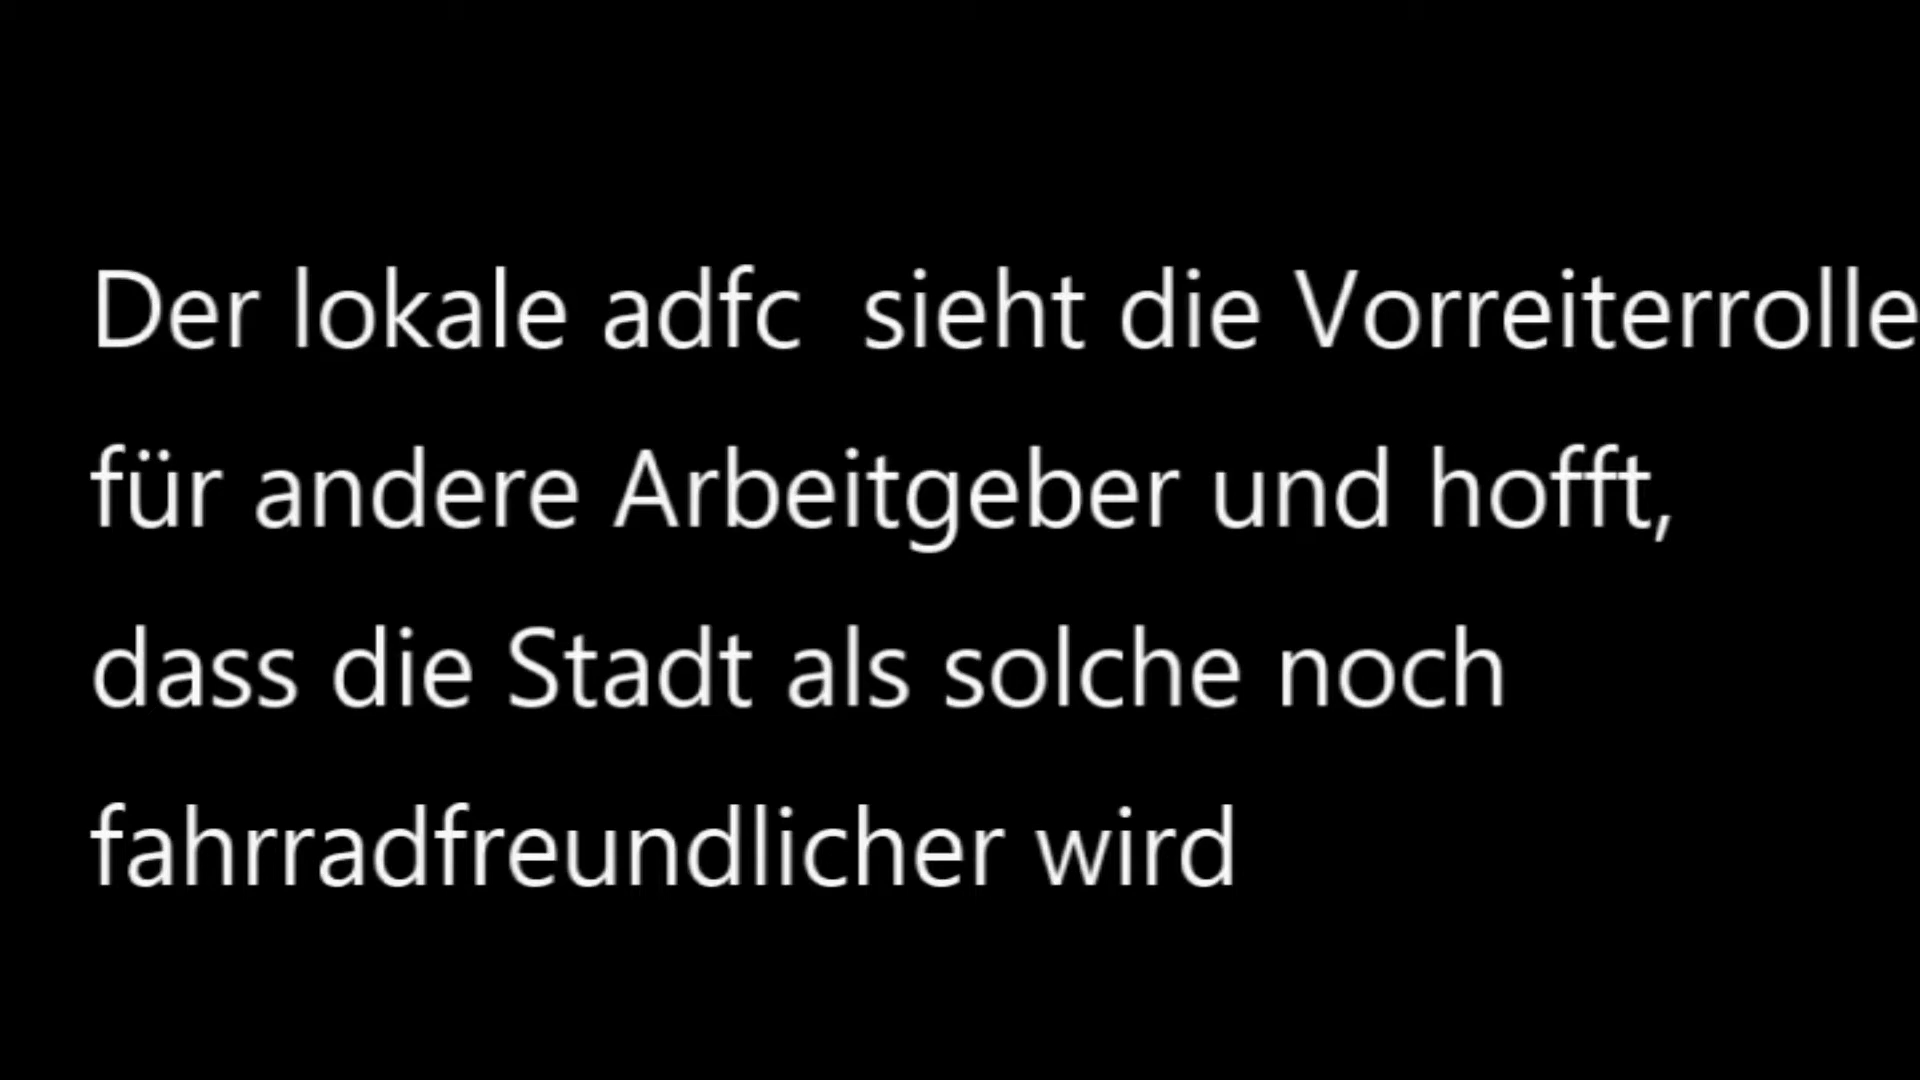 Der lokale adfc  sieht die Vorreiterrolle
für andere Arbeitgeber und hofft,
dass die Stadt als solche noch
fahrradfreundlicher wird